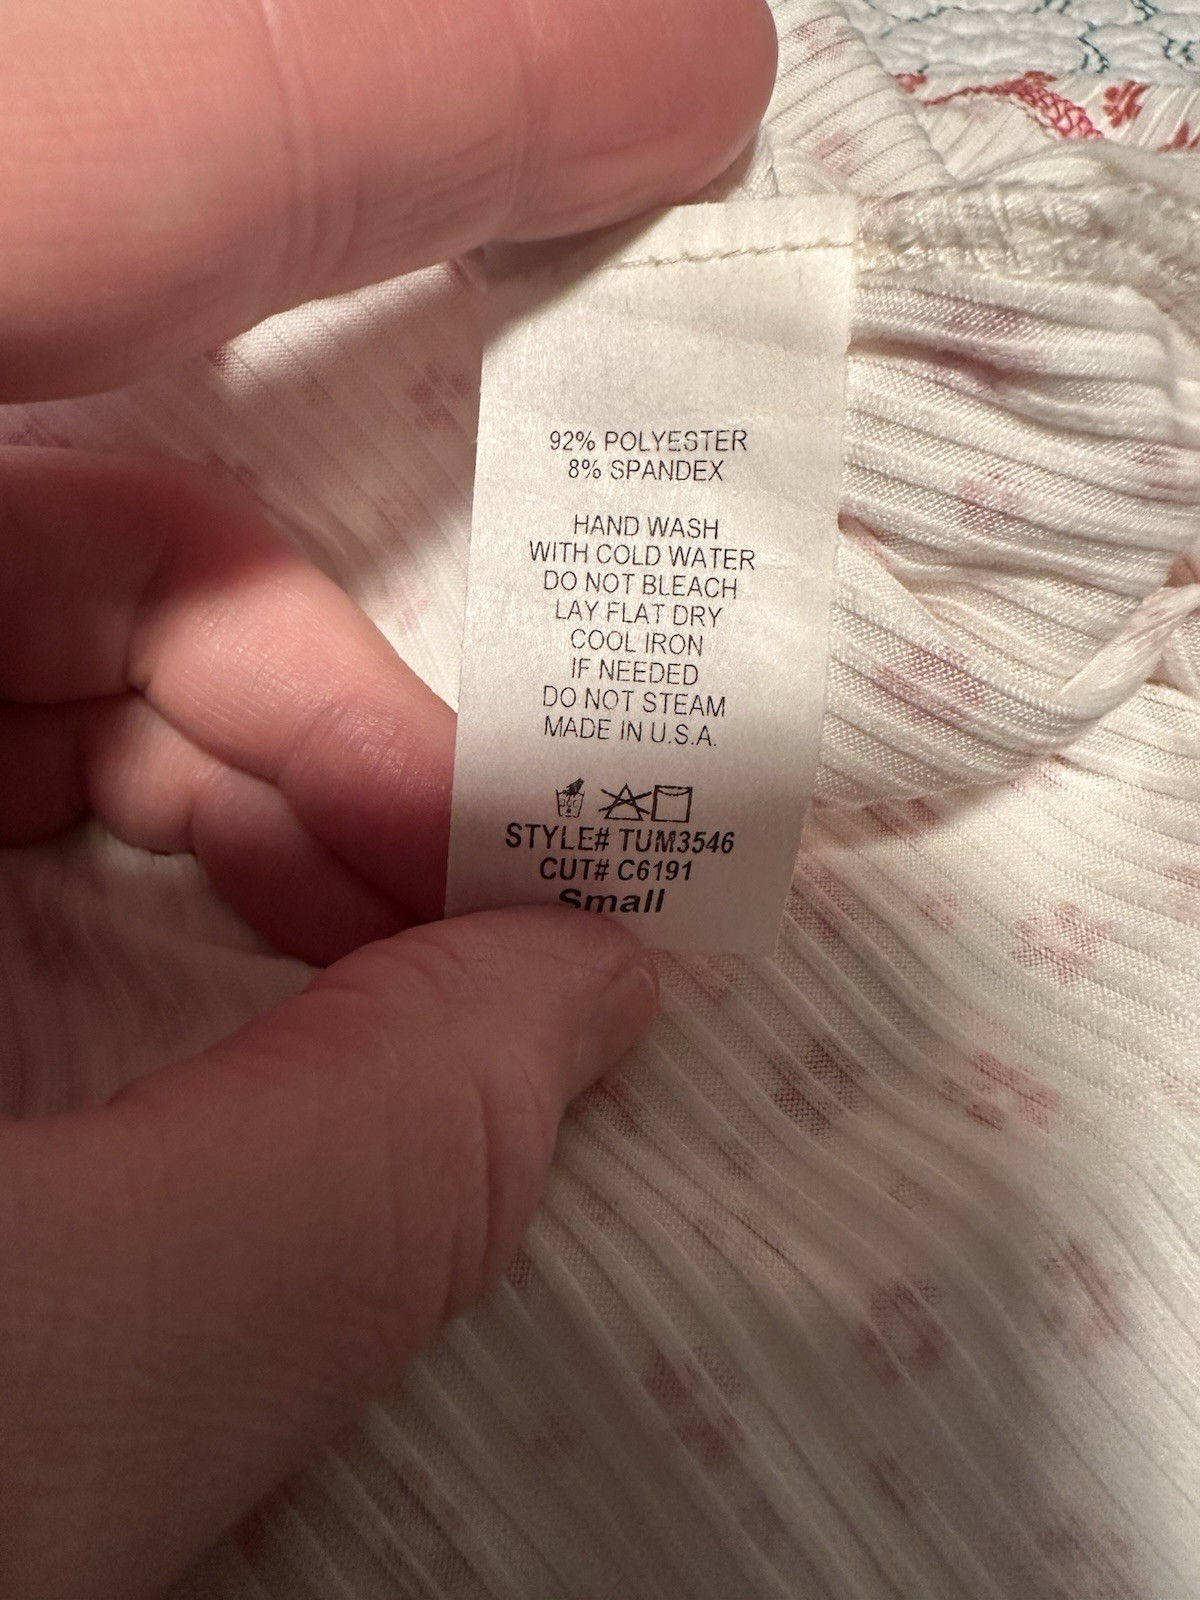 92% POLYESTER
8% SPANDEX
HAND WASH
WITH COLD WATER
DO NOT BLEACH
LAY FLAT DRY
COOL IRON
IF NEEDED
DO NOT STEAM
MADE IN U.S.A.
STYLE# TUM3546
CUT# C6191
Small